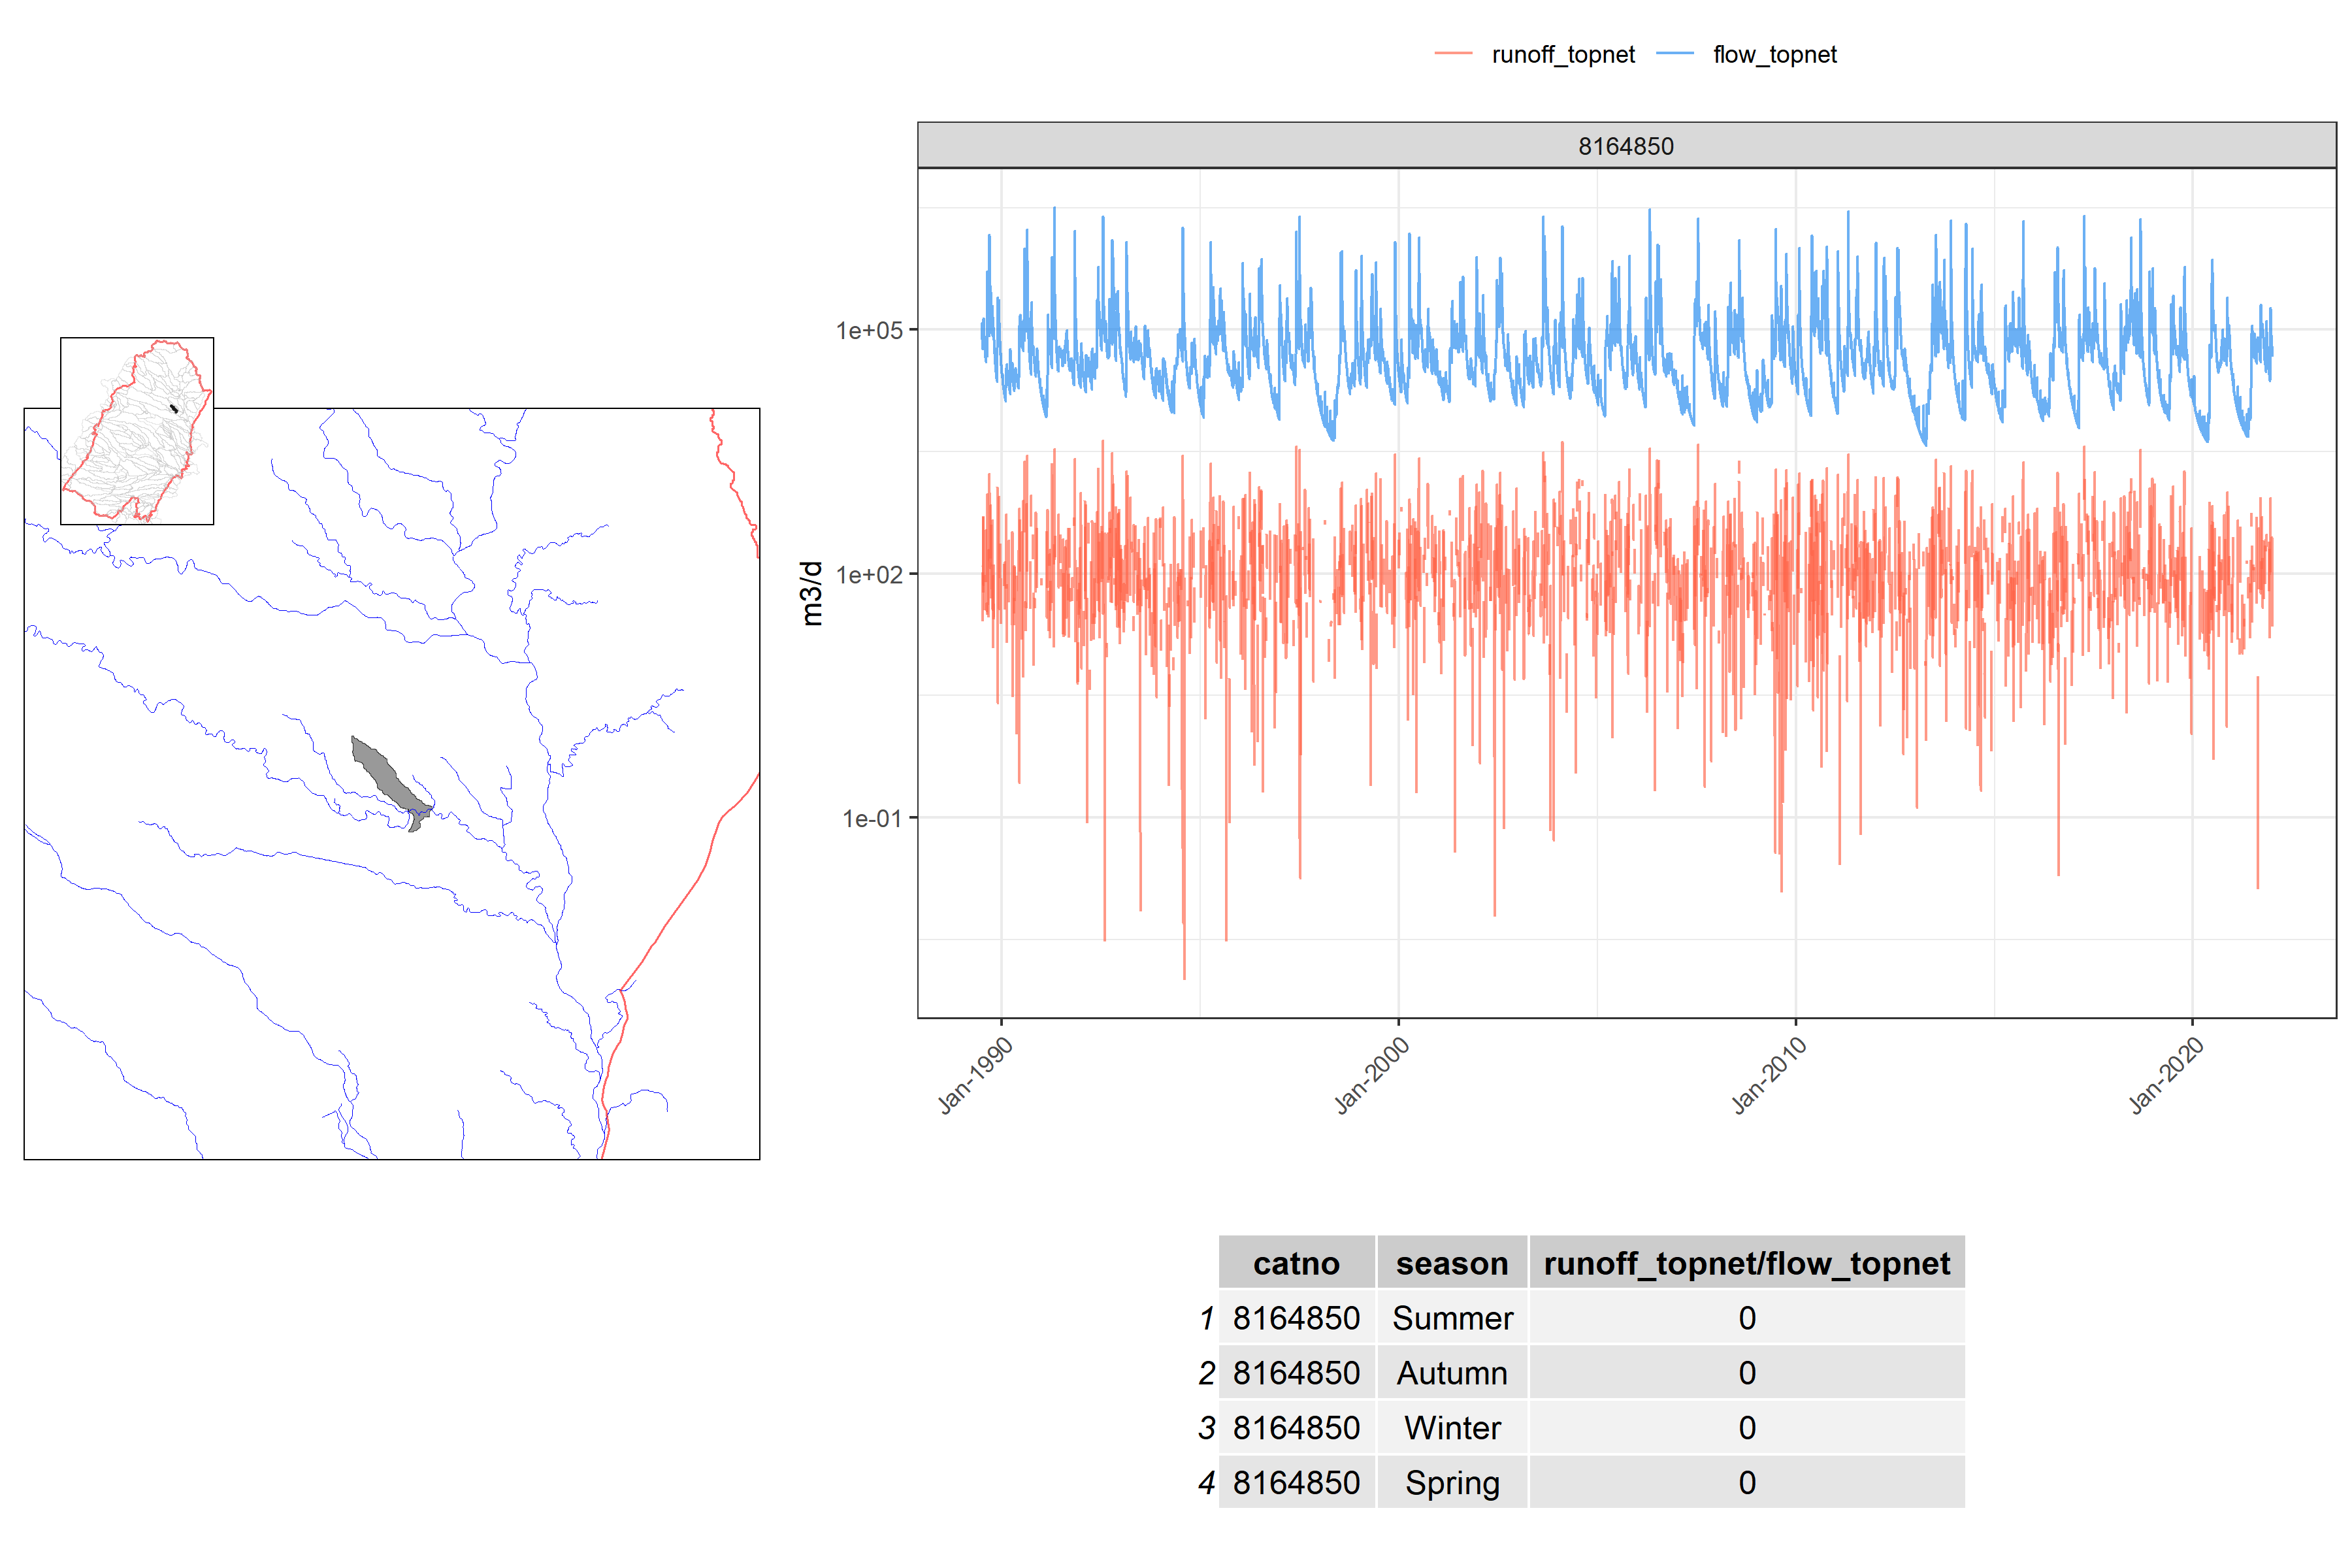 runoff_topnet flow_topnet
8164850
m3/d
1e+05
1e+02
1e-01
Jan-1990 Jan-2000 Jan-2010 Jan-2020
catno season runoff_topnet/flow_topnet
1 8164850 Summer 0
2 8164850 Autumn 0
3 8164850 Winter 0
4 8164850 Spring 0